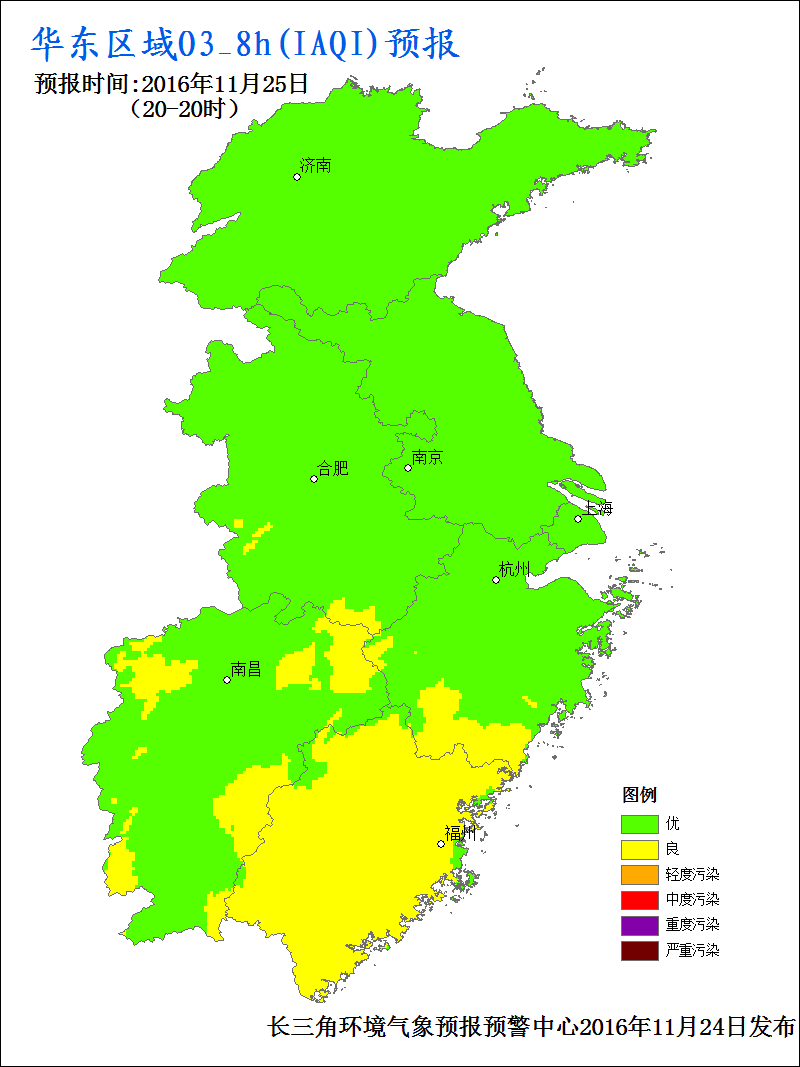 华东区域O3_8h(IAQI)预报
预报时间:2016年11月25日
（20-20时）
济南
南京
合肥
上海
杭州
南昌
福州
图例
优
良
轻度污染
中度污染
重度污染
严重污染
长三角环境气象预报预警中心2016年11月24日发布